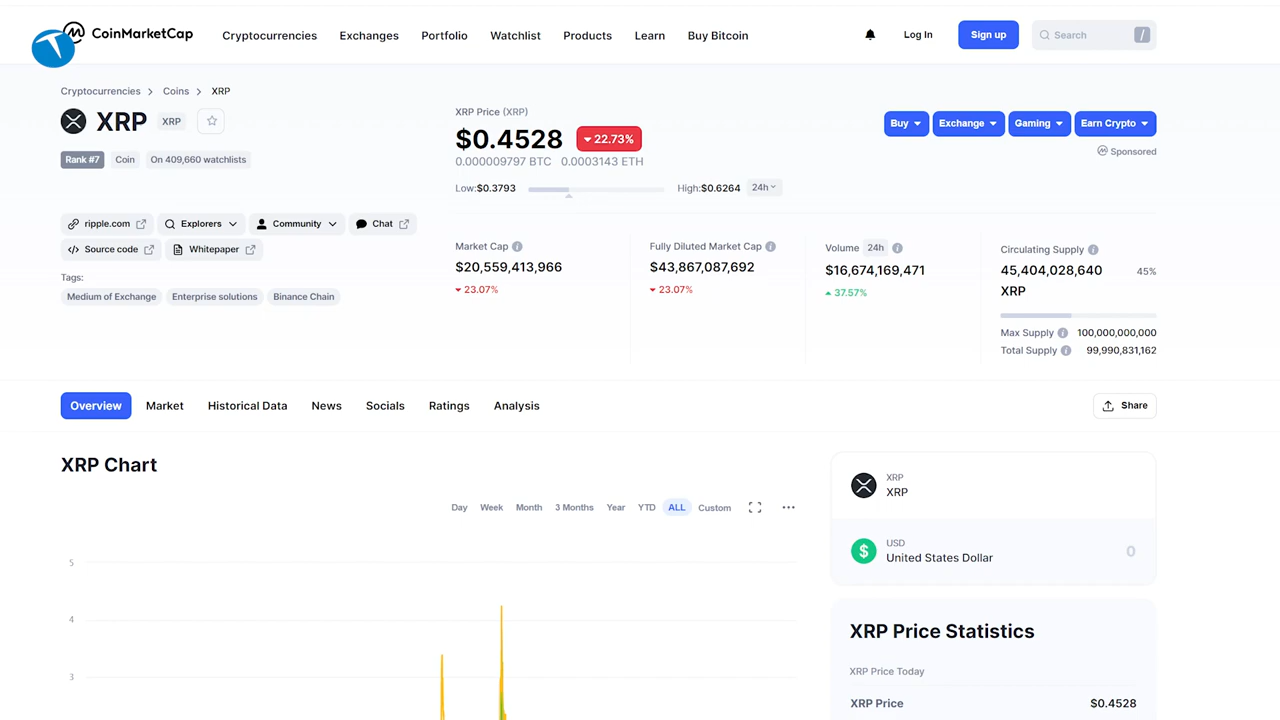 CoinMarketCap
Cryptocurrencies Exchanges Portfolio Watchlist Products Learn Buy Bitcoin
Log In Sign up Search /
Cryptocurrencies > Coins > XRP
XRP XRP
Rank #7 Coin On 409,660 watchlists
ripple.com Explorers Community Chat
Source code Whitepaper
Tags:
Medium of Exchange Enterprise solutions Binance Chain
XRP Price (XRP)
$0.4528 22.73%
0.000009797 BTC 0.0003143 ETH
Low:$0.3793 High:$0.6264 24h
Buy Exchange Gaming Earn Crypto
Sponsored
Market Cap
$20,559,413,966
23.07%
Fully Diluted Market Cap
$43,867,087,692
23.07%
Volume 24h
$16,674,169,471
37.57%
Circulating Supply
45,404,028,640 45%
XRP
Max Supply 100,000,000,000
Total Supply 99,990,831,162
Overview Market Historical Data News Socials Ratings Analysis
Share
XRP Chart
Day Week Month 3 Months Year YTD ALL Custom
5
4
3
XRP
XRP
USD
United States Dollar 0
XRP Price Statistics
XRP Price Today
XRP Price $0.4528